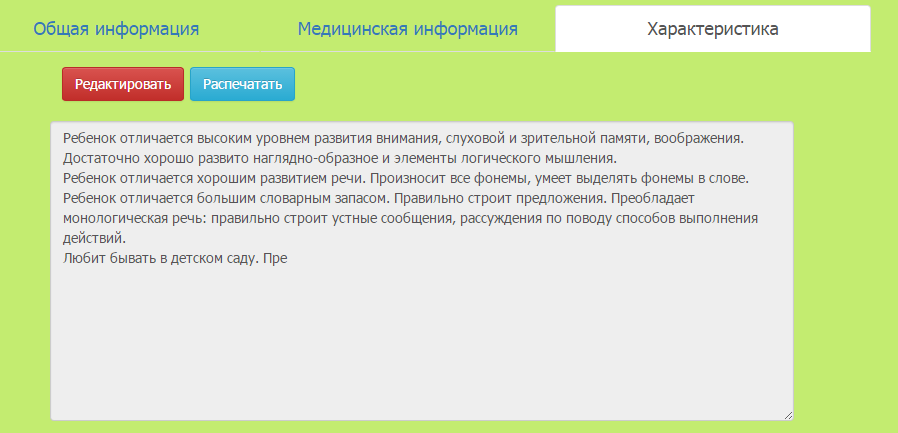 Общая информация Медицинская информация Характеристика
Редактировать Распечатать
Ребенок отличается высоким уровнем развития внимания, слуховой и зрительной памяти, воображения.
Достаточно хорошо развито наглядно-образное и элементы логического мышления.
Ребенок отличается хорошим развитием речи. Произносит все фонемы, умеет выделять фонемы в слове.
Ребенок отличается большим словарным запасом. Правильно строит предложения. Преобладает
монологическая речь: правильно строит устные сообщения, рассуждения по поводу способов выполнения
действий.
Любит бывать в детском саду. Пре